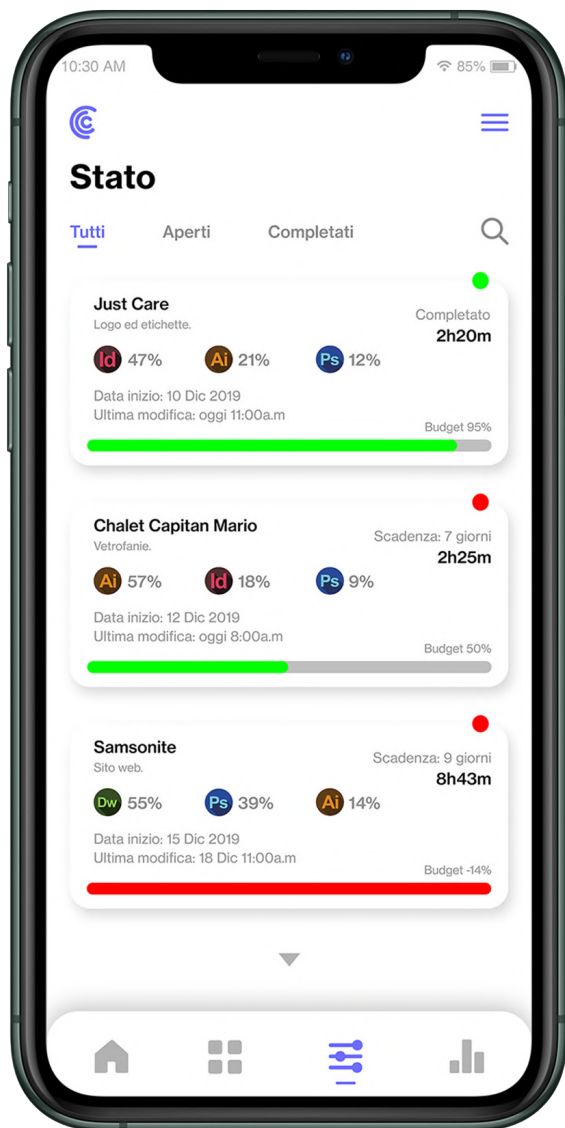 10:30 AM
85%
Stato
Tutti
Aperti
Completati
Just Care
Logo ed etichette.
Completato
2h20m
Id 47%
Ai 21%
Ps 12%
Data inizio: 10 Dic 2019
Ultima modifica: oggi 11:00a.m
Budget 95%
Chalet Capitan Mario
Vetrofanie.
Scadenza: 7 giorni
2h25m
Ai 57%
Id 18%
Ps 9%
Data inizio: 12 Dic 2019
Ultima modifica: oggi 8:00a.m
Budget 50%
Samsonite
Sito web.
Scadenza: 9 giorni
8h43m
Dw 55%
Ps 39%
Ai 14%
Data inizio: 15 Dic 2019
Ultima modifica: 18 Dic 11:00a.m
Budget -14%